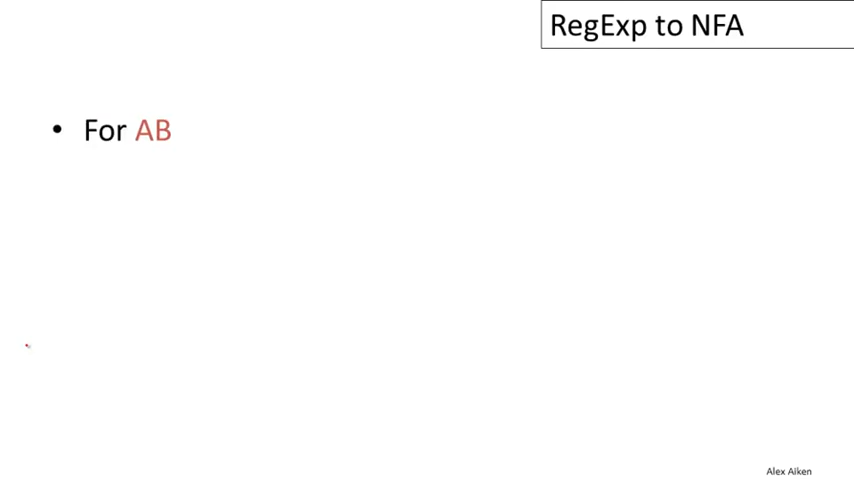 RegExp to NFA
• For AB
Alex Aiken